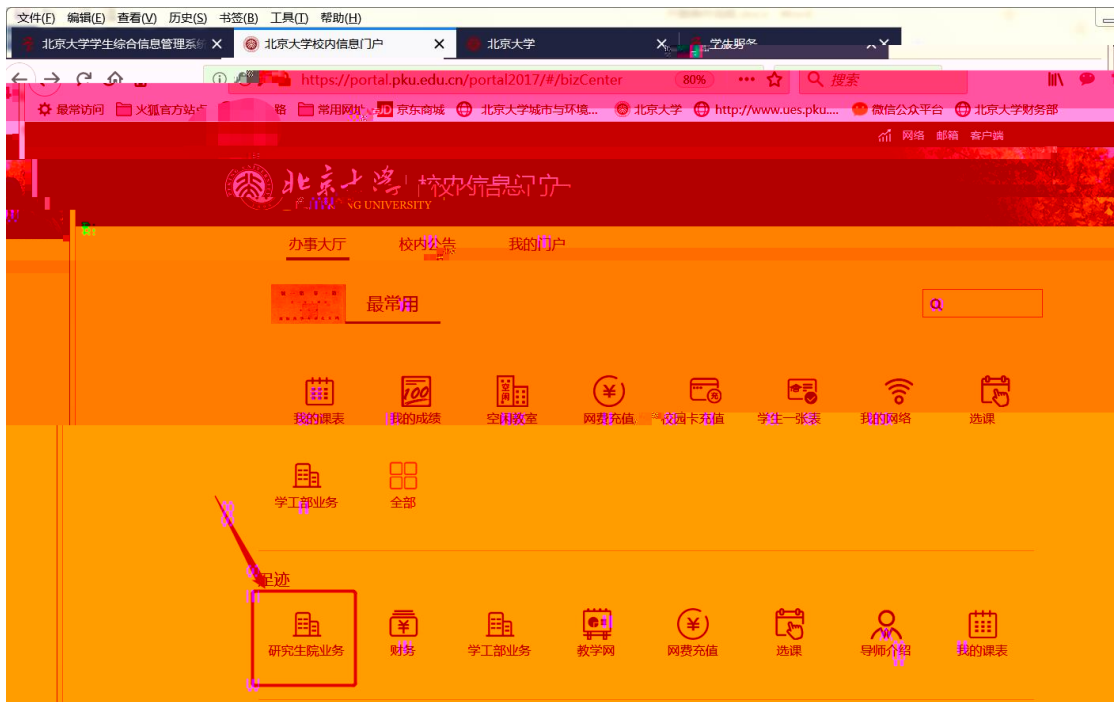 文件(F) 编辑(E) 查看(V) 历史(S) 书签(B) 工具(T) 帮助(H)
北京大学学生综合信息管理系统 北京大学校内信息门户 北京大学
https://portal.pku.edu.cn/portal2017/#/bizCenter 80% 搜索
最常访问 火狐官方站点 常用网址 JD 京东商城 北京大学城市与环境... 北京大学 http://www.ues.pku.... 微信公众平台 北京大学财务部
网络 邮箱 客户端
北京大学 校内信息门户
UNIVERSITY
办事大厅 校内公告 我的门户
最常用
我的课表 我的成绩 空闲教室 网费充值 校园卡充值 学生一张表 我的网络 选课
学工部业务 全部
足迹
研究生院业务 财务 学工部业务 教学网 网费充值 选课 导师介绍 我的课表